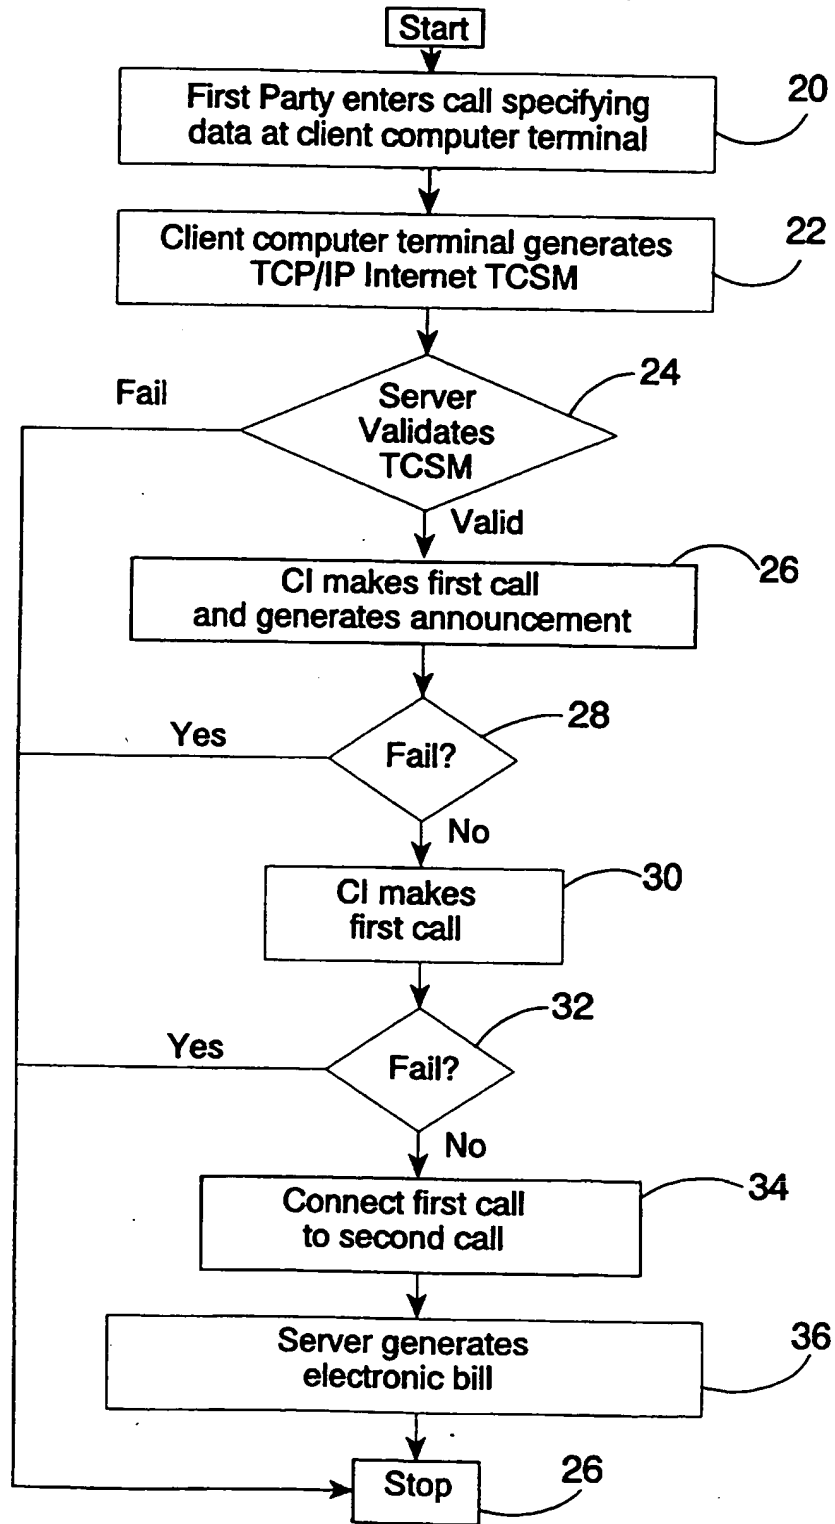 Start
First Party enters call specifying
data at client computer terminal
20
Client computer terminal generates
TCP/IP Internet TCSM
22
Fail
Server
Validates
TCSM
24
Valid
CI makes first call
and generates announcement
26
Yes
Fail?
28
No
CI makes
first call
30
Yes
Fail?
32
No
Connect first call
to second call
34
Server generates
electronic bill
36
Stop
26